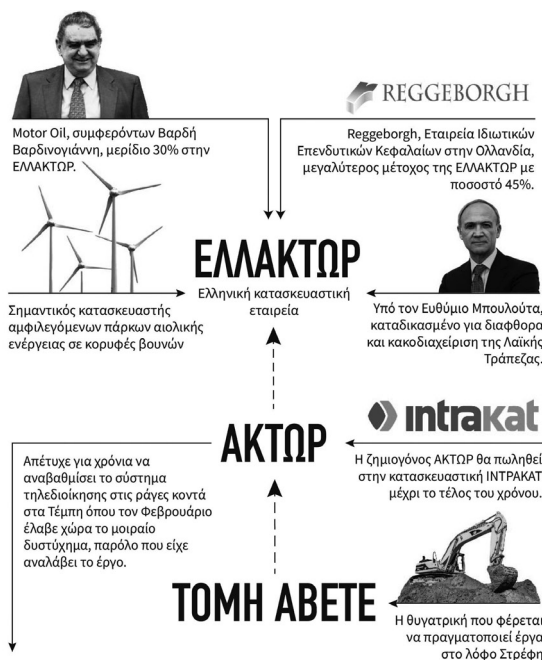 Motor Oil, συμφερόντων Βαρδή
Βαρδινογιάννη, μερίδιο 30% στην
ΕΛΛΑΚΤΩΡ.
REGGEBORGH
Reggeborgh, Εταιρεία Ιδιωτικών
Επενδυτικών Κεφαλαίων στην Ολλανδία,
μεγαλύτερος μέτοχος της ΕΛΛΑΚΤΩΡ με
ποσοστό 45%.
ΕΛΛΑΚΤΩΡ
Ελληνική κατασκευαστική
εταιρεία
Σημαντικός κατασκευαστής
αμφιλεγόμενων πάρκων αιολικής
ενέργειας σε κορυφές βουνών
Υπό τον Ευθύμιο Μπουλούτα,
καταδικασμένο για διαφθορα
και κακοδιαχείριση της Λαϊκής
Τράπεζας.
intrakat
ΑΚΤΩΡ
Η ζημιογόνος ΑΚΤΩΡ θα πωληθεί
στην κατασκευαστική ΙΝΤΡΑΚΑΤ
μέχρι το τέλος του χρόνου.
Απέτυχε για χρόνια να
αναβαθμίσει το σύστημα
τηλεδιοίκησης στις ράγες κοντά
στα Τέμπη όπου τον Φεβρουάριο
έλαβε χώρα το μοιραίο
δυστύχημα, παρόλο που είχε
αναλάβει το έργο.
ΤΟΜΗ ΑΒΕΤΕ
Η θυγατρική που φέρεται
να πραγματοποιεί έργα
στο λόφο Στρέφη